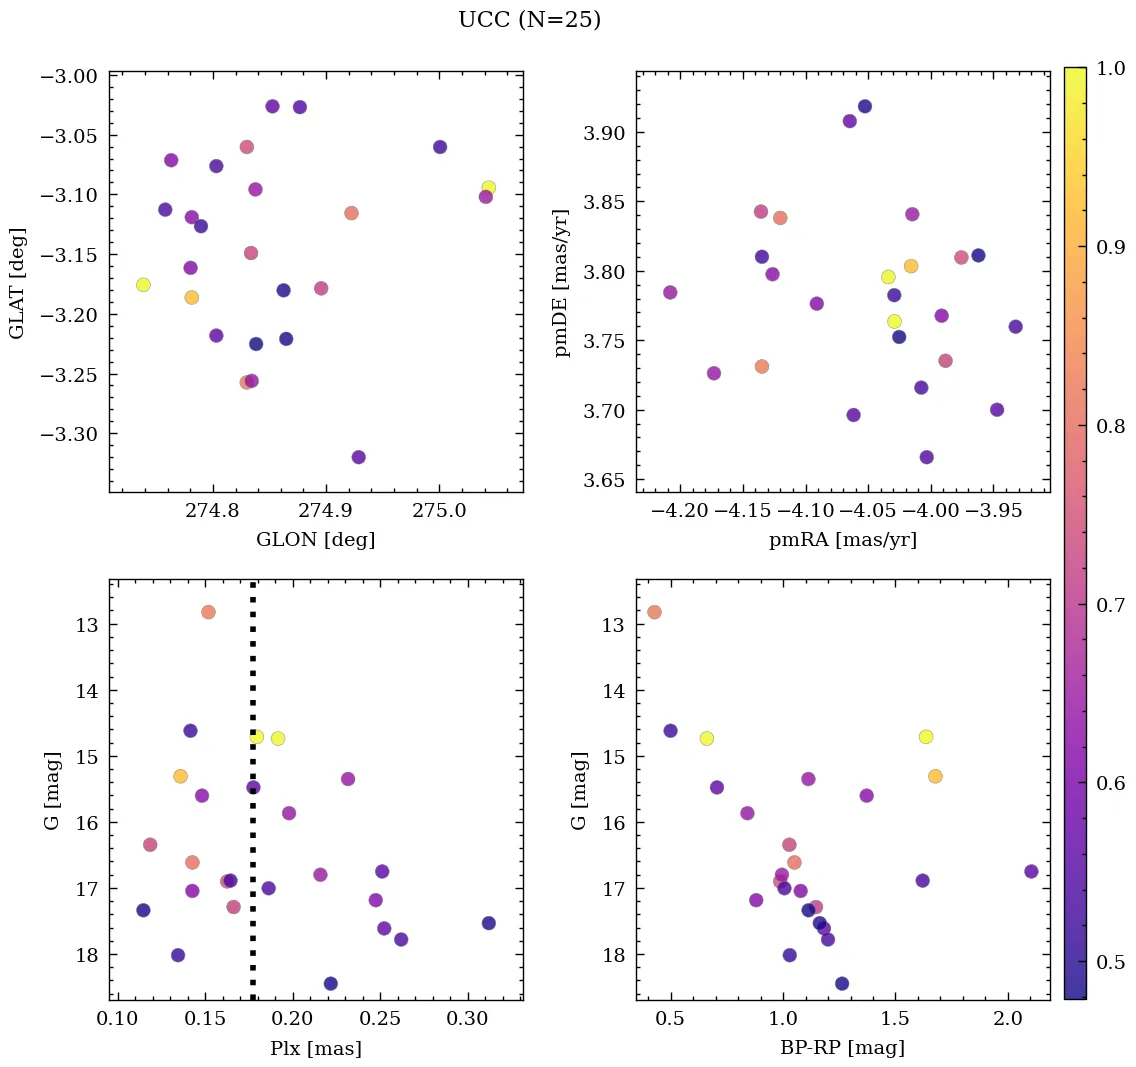 UCC (N=25)
−3.00
−3.05
−3.10
−3.15
−3.20
−3.25
−3.30
GLAT [deg]
274.8 274.9 275.0
GLON [deg]
3.90
3.85
3.80
3.75
3.70
3.65
pmDE [mas/yr]
−4.20 −4.15 −4.10 −4.05 −4.00 −3.95
pmRA [mas/yr]
1.0
0.9
0.8
0.7
0.6
0.5
13
14
15
16
17
18
G [mag]
0.10 0.15 0.20 0.25 0.30
Plx [mas]
13
14
15
16
17
18
G [mag]
0.5 1.0 1.5 2.0
BP-RP [mag]